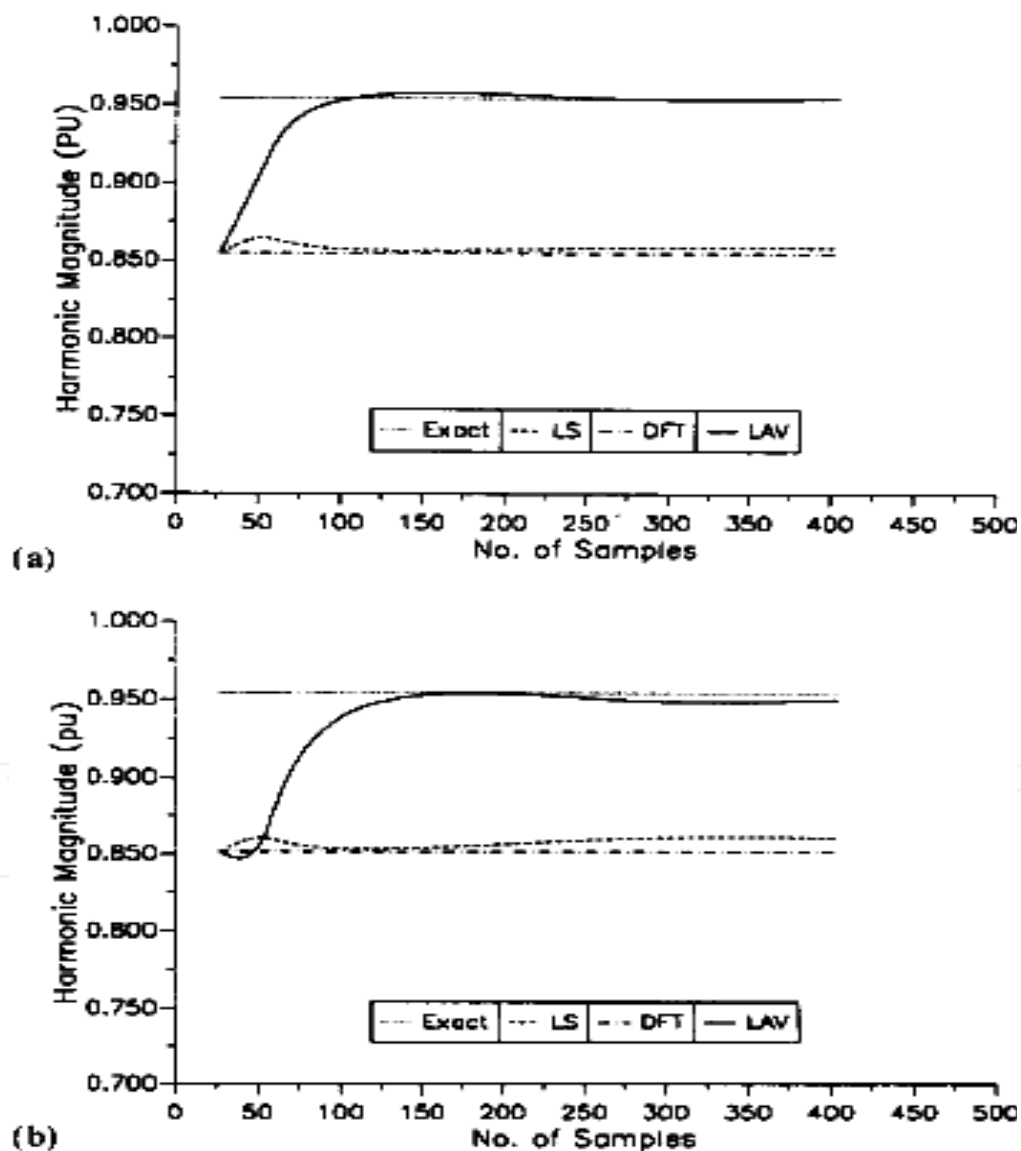 1.000
0.950
0.900
0.850
0.800
0.750
0.700
Harmonic Magnitude (PU)
Exact LS DFT LAV
0 50 100 150 200 250 300 350 400 450 500
No. of Samples
(a)
1.000
0.950
0.900
0.850
0.800
0.750
0.700
Harmonic Magnitude (pu)
Exact LS DFT LAV
0 50 100 150 200 250 300 350 400 450 500
No. of Samples
(b)